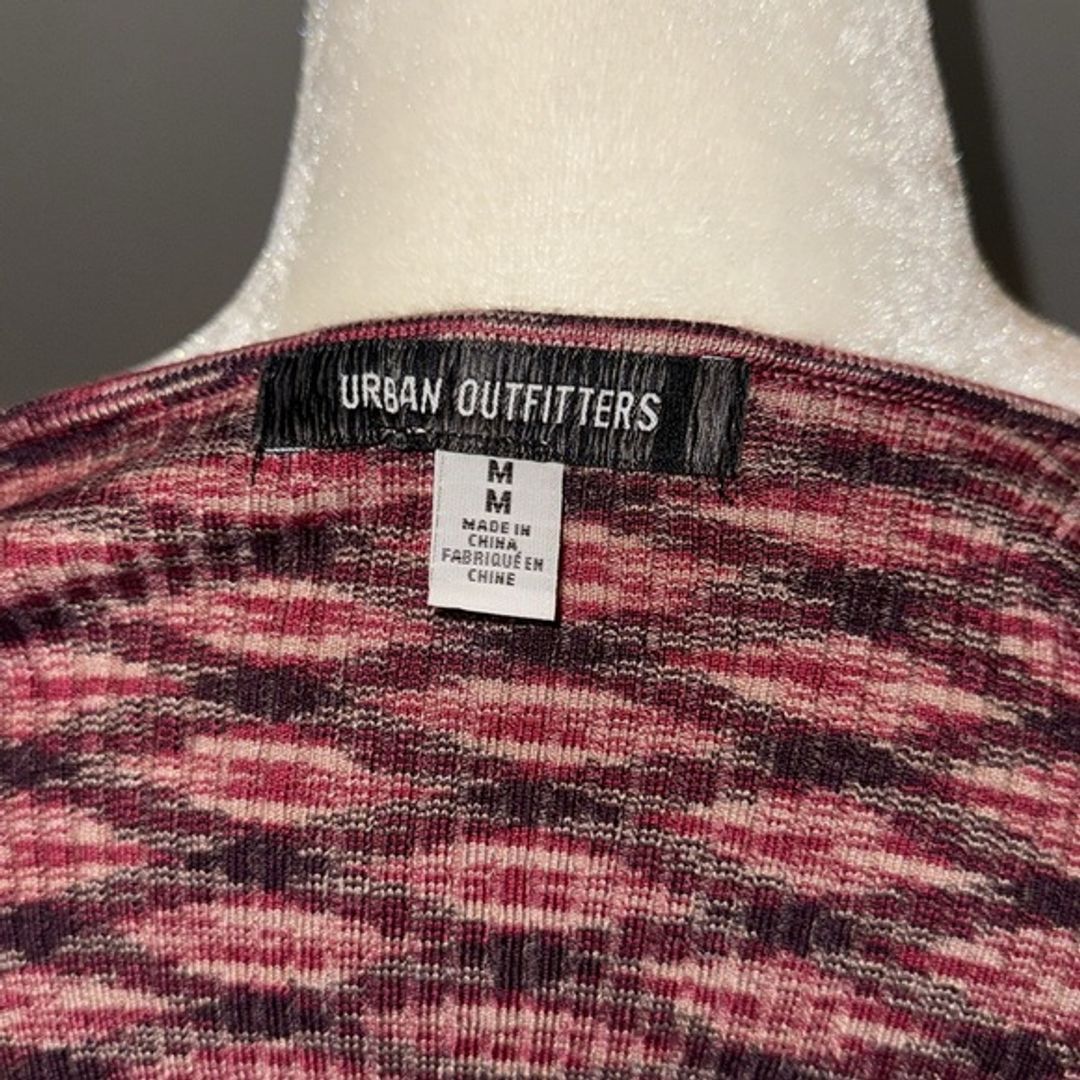 URBAN OUTFITTERS
M
M
MADE IN
CHINA
FABRIQUÉ EN
CHINE